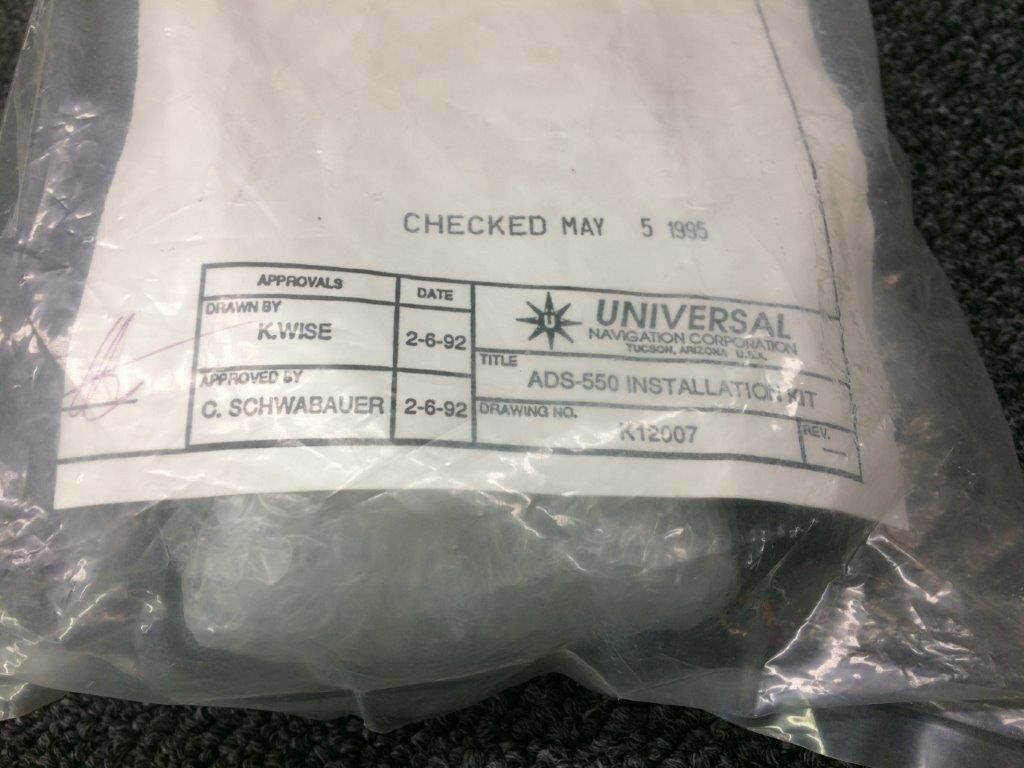 CHECKED MAY 5 1995
APPROVALS
DATE
DRAWN BY
K.WISE
2-6-92
APPROVED BY
C. SCHWABAUER
2-6-92
U
UNIVERSAL
NAVIGATION CORPORATION
TUCSON, ARIZONA U.S.A.
TITLE
ADS-550 INSTALLATION KIT
DRAWING NO.
K12007
REV.
—